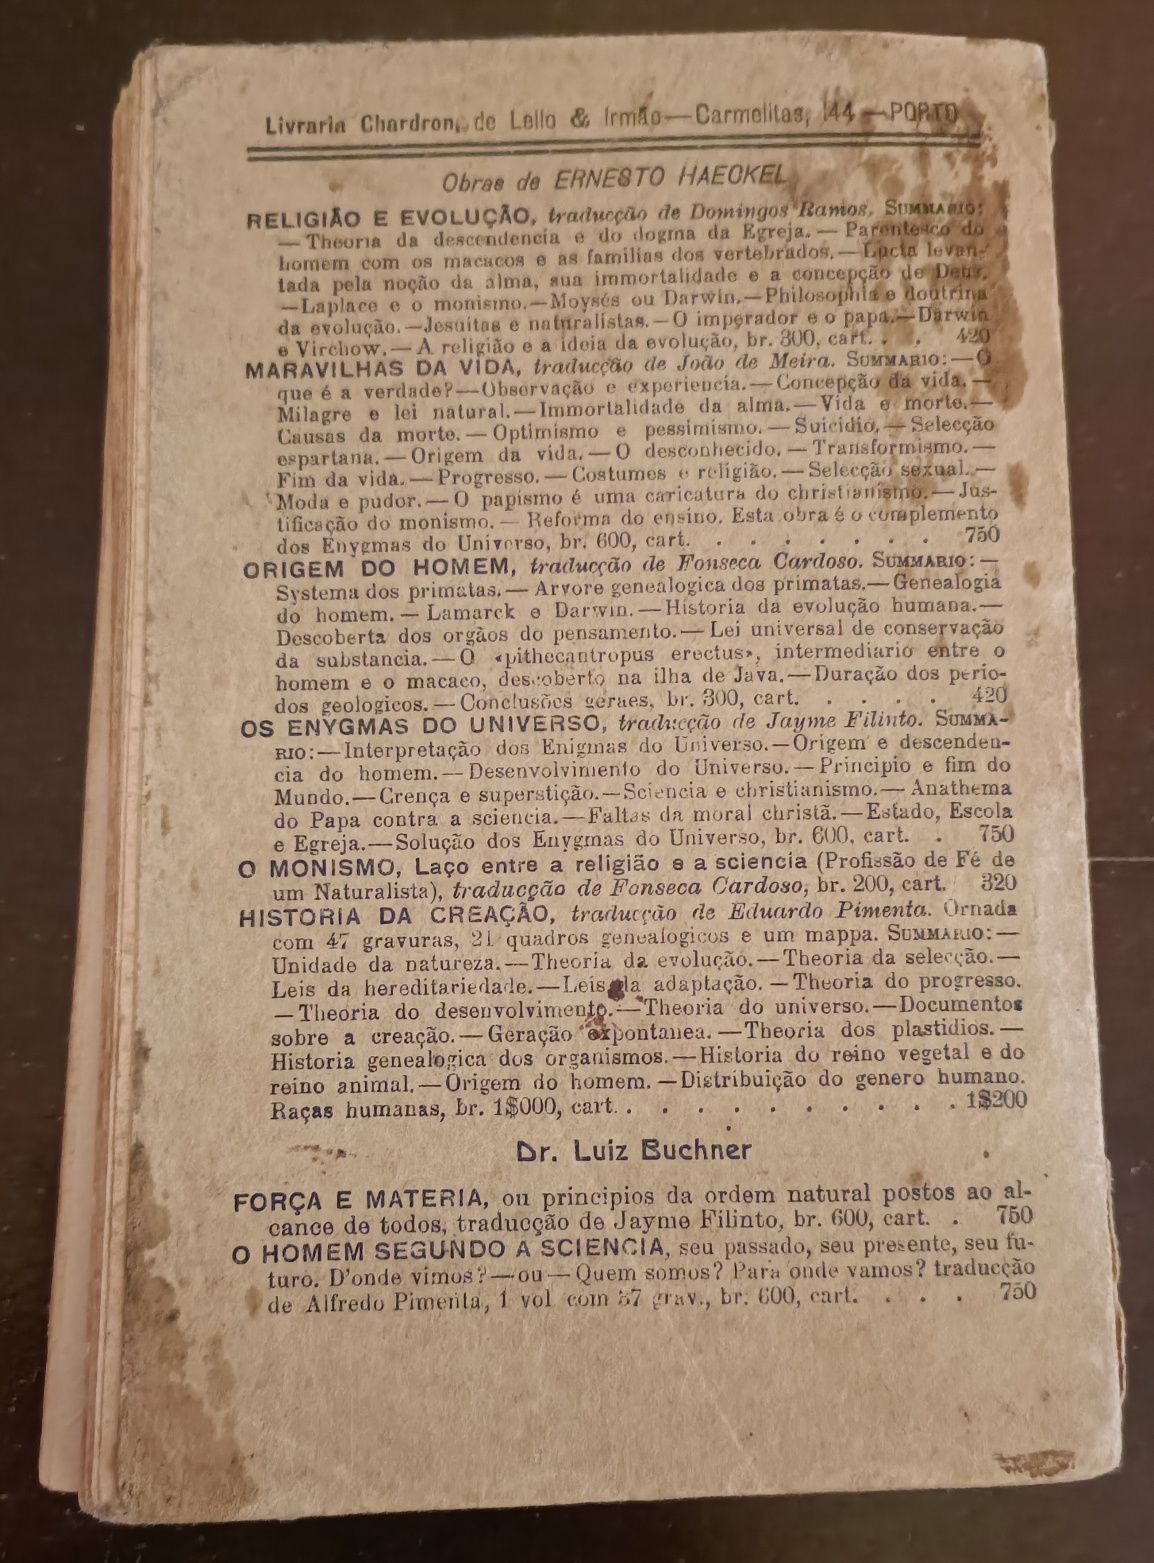 Livraria Chardron, de Lello & Irmão—Carmelitas, 144—PORTO
Obras de ERNESTO HAECKEL
RELIGIÃO E EVOLUÇÃO, traducção de Domingos Ramos. SUMMARIO:
—Theoria da descendencia e do dogma da Egreja.—Parentesco do
homem com os macacos e as familias dos vertebrados.—Lucta levan-
tada pela noção da alma, sua immortalidade e a concepção de Deus.
—Laplace e o monismo.—Moysés ou Darwin.—Philosophia e doutrina
da evolução.—Jesuitas e naturalistas.—O imperador e o papa.—Darwin
e Virchow.—A religião e a ideia da evolução, br. 300, cart. . . 420
MARAVILHAS DA VIDA, traducção de João de Meira. SUMMARIO:—O
que é a verdade?—Observação e experiencia.—Concepção da vida.—
Milagre e lei natural.—Immortalidade da alma.—Vida e morte.—
Causas da morte.—Optimismo e pessimismo.—Suicidio.—Selecção
espartana.—Origem da vida.—O desconhecido.—Transformismo.—
Fim da vida.—Progresso.—Costumes e religião.—Selecção sexual.—
Moda e pudor.—O papismo é uma caricatura do christianismo.—Jus-
tificação do monismo.—Reforma do ensino. Esta obra é o complemento
dos Enygmas do Universo, br. 600, cart. . . . . . . . 750
ORIGEM DO HOMEM, traducção de Fonseca Cardoso. SUMMARIO:—
Systema dos primatas.—Arvore genealogica dos primatas.—Genealogia
do homem.—Lamarck e Darwin.—Historia da evolução humana.—
Descoberta dos orgãos do pensamento.—Lei universal de conservação
da substancia.—O «pithecantropus erectus», intermediario entre o
homem e o macaco, descoberto na ilha de Java.—Duração dos perio-
dos geologicos.—Conclusões geraes, br. 300, cart. . . . . . 420
OS ENYGMAS DO UNIVERSO, traducção de Jayme Filinto. SUMMA-
RIO:—Interpretação dos Enigmas do Universo.—Origem e descenden-
cia do homem.—Desenvolvimento do Universo.—Principio e fim do
Mundo.—Crença e superstição.—Sciencia e christianismo.—Anathema
do Papa contra a sciencia.—Faltas da moral christã.—Estado, Escola
e Egreja.—Solução dos Enygmas do Universo, br. 600, cart. . 750
O MONISMO, Laço entre a religião e a sciencia (Profissão de Fé de
um Naturalista), traducção de Fonseca Cardoso, br. 200, cart. 320
HISTORIA DA CREAÇÃO, traducção de Eduardo Pimenta. Ornada
com 47 gravuras, 21 quadros genealogicos e um mappa. SUMMARIO:—
Unidade da natureza.—Theoria da evolução.—Theoria da selecção.—
Leis da hereditariedade.—Leis da adaptação.—Theoria do progresso.
—Theoria do desenvolvimento.—Theoria do universo.—Documentos
sobre a creação.—Geração expontanea.—Theoria dos plastidios.—
Historia genealogica dos organismos.—Historia do reino vegetal e do
reino animal.—Origem do homem.—Distribuição do genero humano.
Raças humanas, br. 1$000, cart. . . . . . . . . . . 1$200
Dr. Luiz Buchner
FORÇA E MATERIA, ou principios da ordem natural postos ao al-
cance de todos, traducção de Jayme Filinto, br. 600, cart. . 750
O HOMEM SEGUNDO A SCIENCIA, seu passado, seu presente, seu fu-
turo. D'onde vimos?—ou—Quem somos? Para onde vamos? traducção
de Alfredo Pimenta, 1 vol. com 37 grav., br. 600, cart. . . . . 750